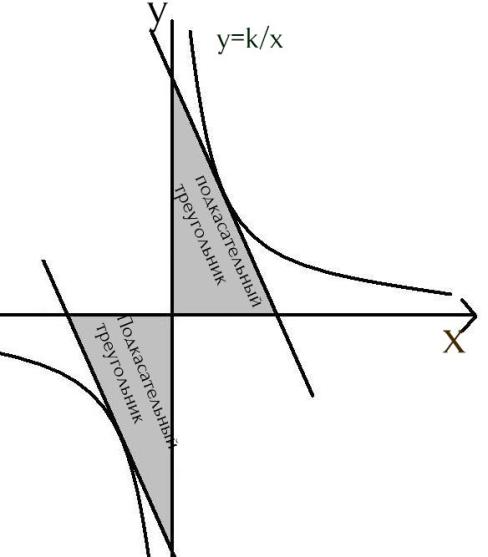 y
y=k/x
подкасательный
треугольник
x
Подкасательный
треугольник